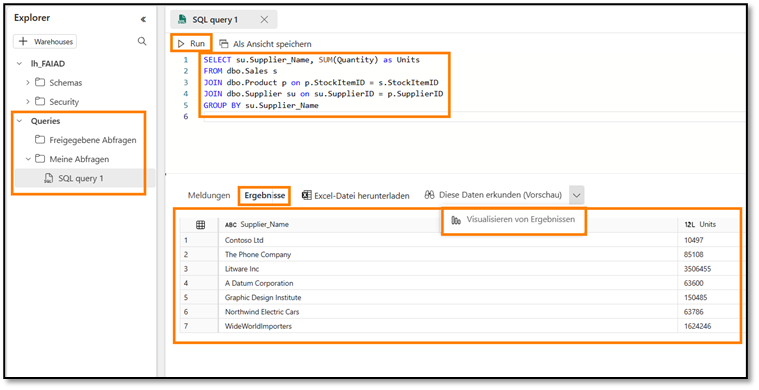 Explorer
«
+ Warehouses
lh_FAIAD
Schemas
Security
Queries
Freigegebene Abfragen
Meine Abfragen
SQL query 1
SQL query 1
Run
Als Ansicht speichern
1 SELECT su.Supplier_Name, SUM(Quantity) as Units
2 FROM dbo.Sales s
3 JOIN dbo.Product p on p.StockItemID = s.StockItemID
4 JOIN dbo.Supplier su on su.SupplierID = p.SupplierID
5 GROUP BY su.Supplier_Name
6
Meldungen Ergebnisse Excel-Datei herunterladen Diese Daten erkunden (Vorschau)
Visualisieren von Ergebnissen
ABC Supplier_Name 12L Units
1 Contoso Ltd 10497
2 The Phone Company 85108
3 Litware Inc 3506455
4 A Datum Corporation 63600
5 Graphic Design Institute 150485
6 Northwind Electric Cars 63786
7 WideWorldImporters 1624246